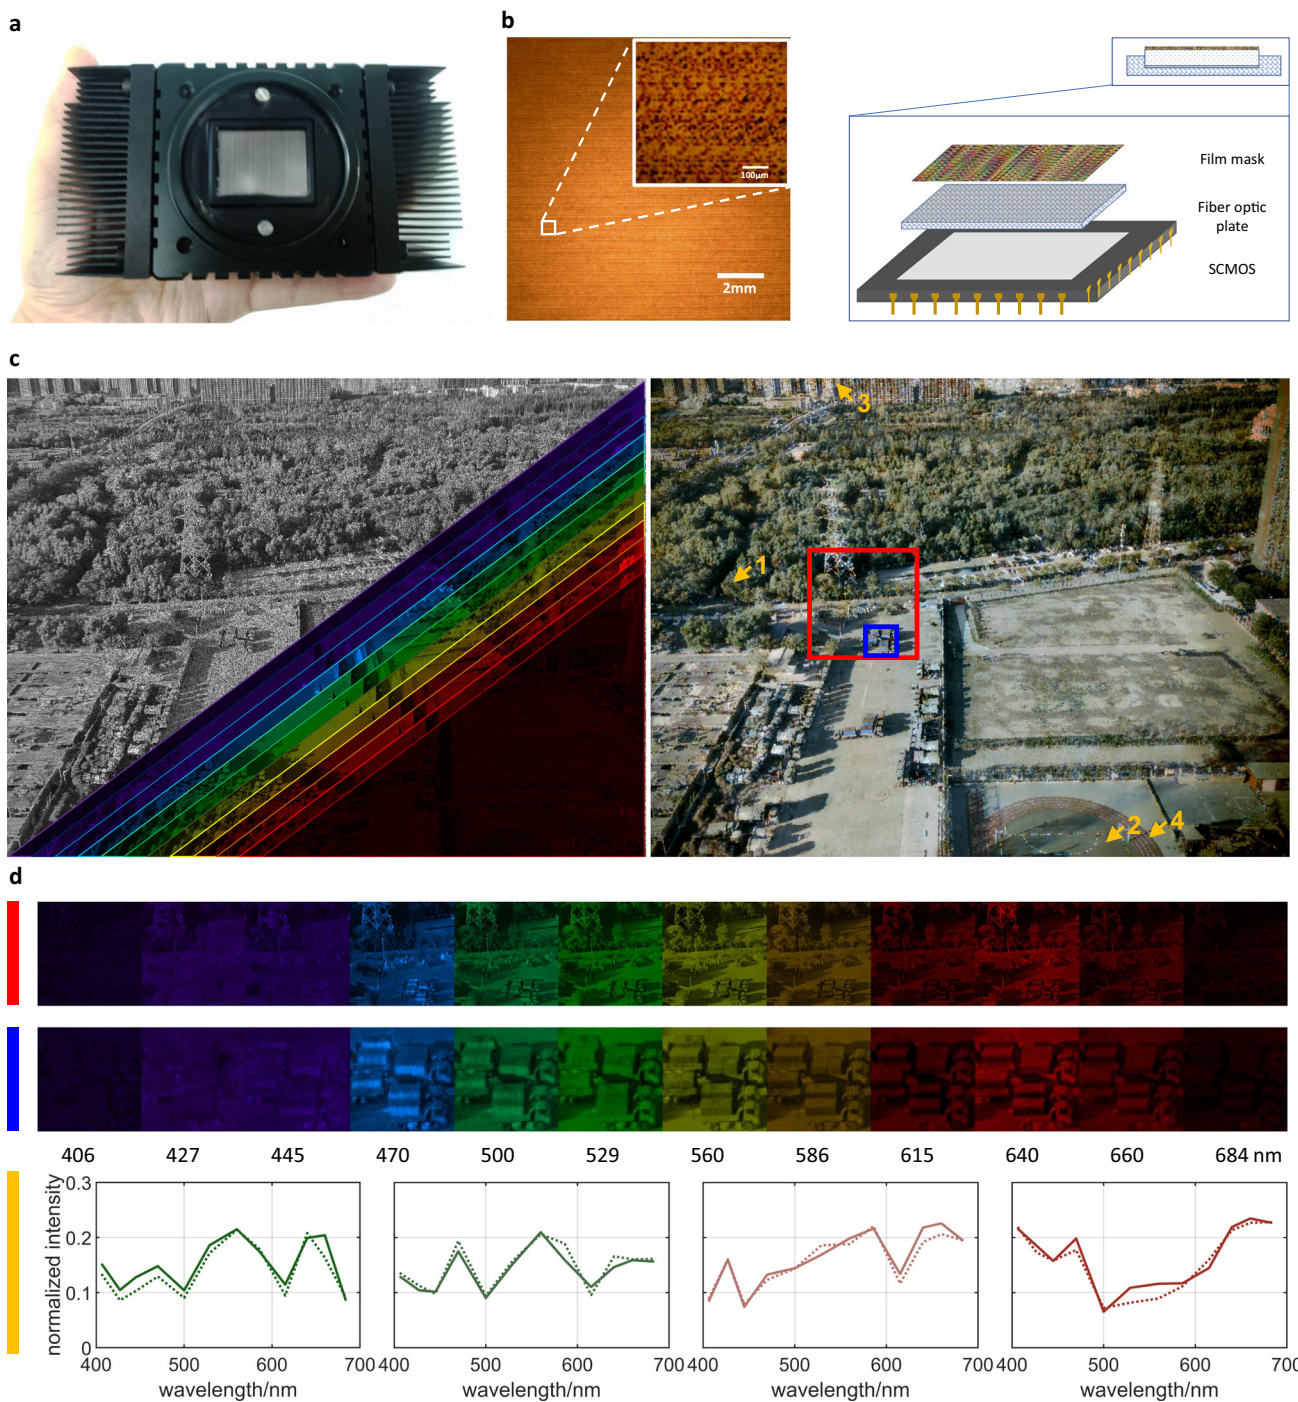 a
b
100μm
2mm
Film mask
Fiber optic
plate
SCMOS
c
3
1
2
4
d
406 427 445 470 500 529 560 586 615 640 660 684 nm
normalized intensity
0.3
0.2
0.1
0
400 500 600 700
wavelength/nm
400 500 600 700
wavelength/nm
400 500 600 700
wavelength/nm
400 500 600 700
wavelength/nm